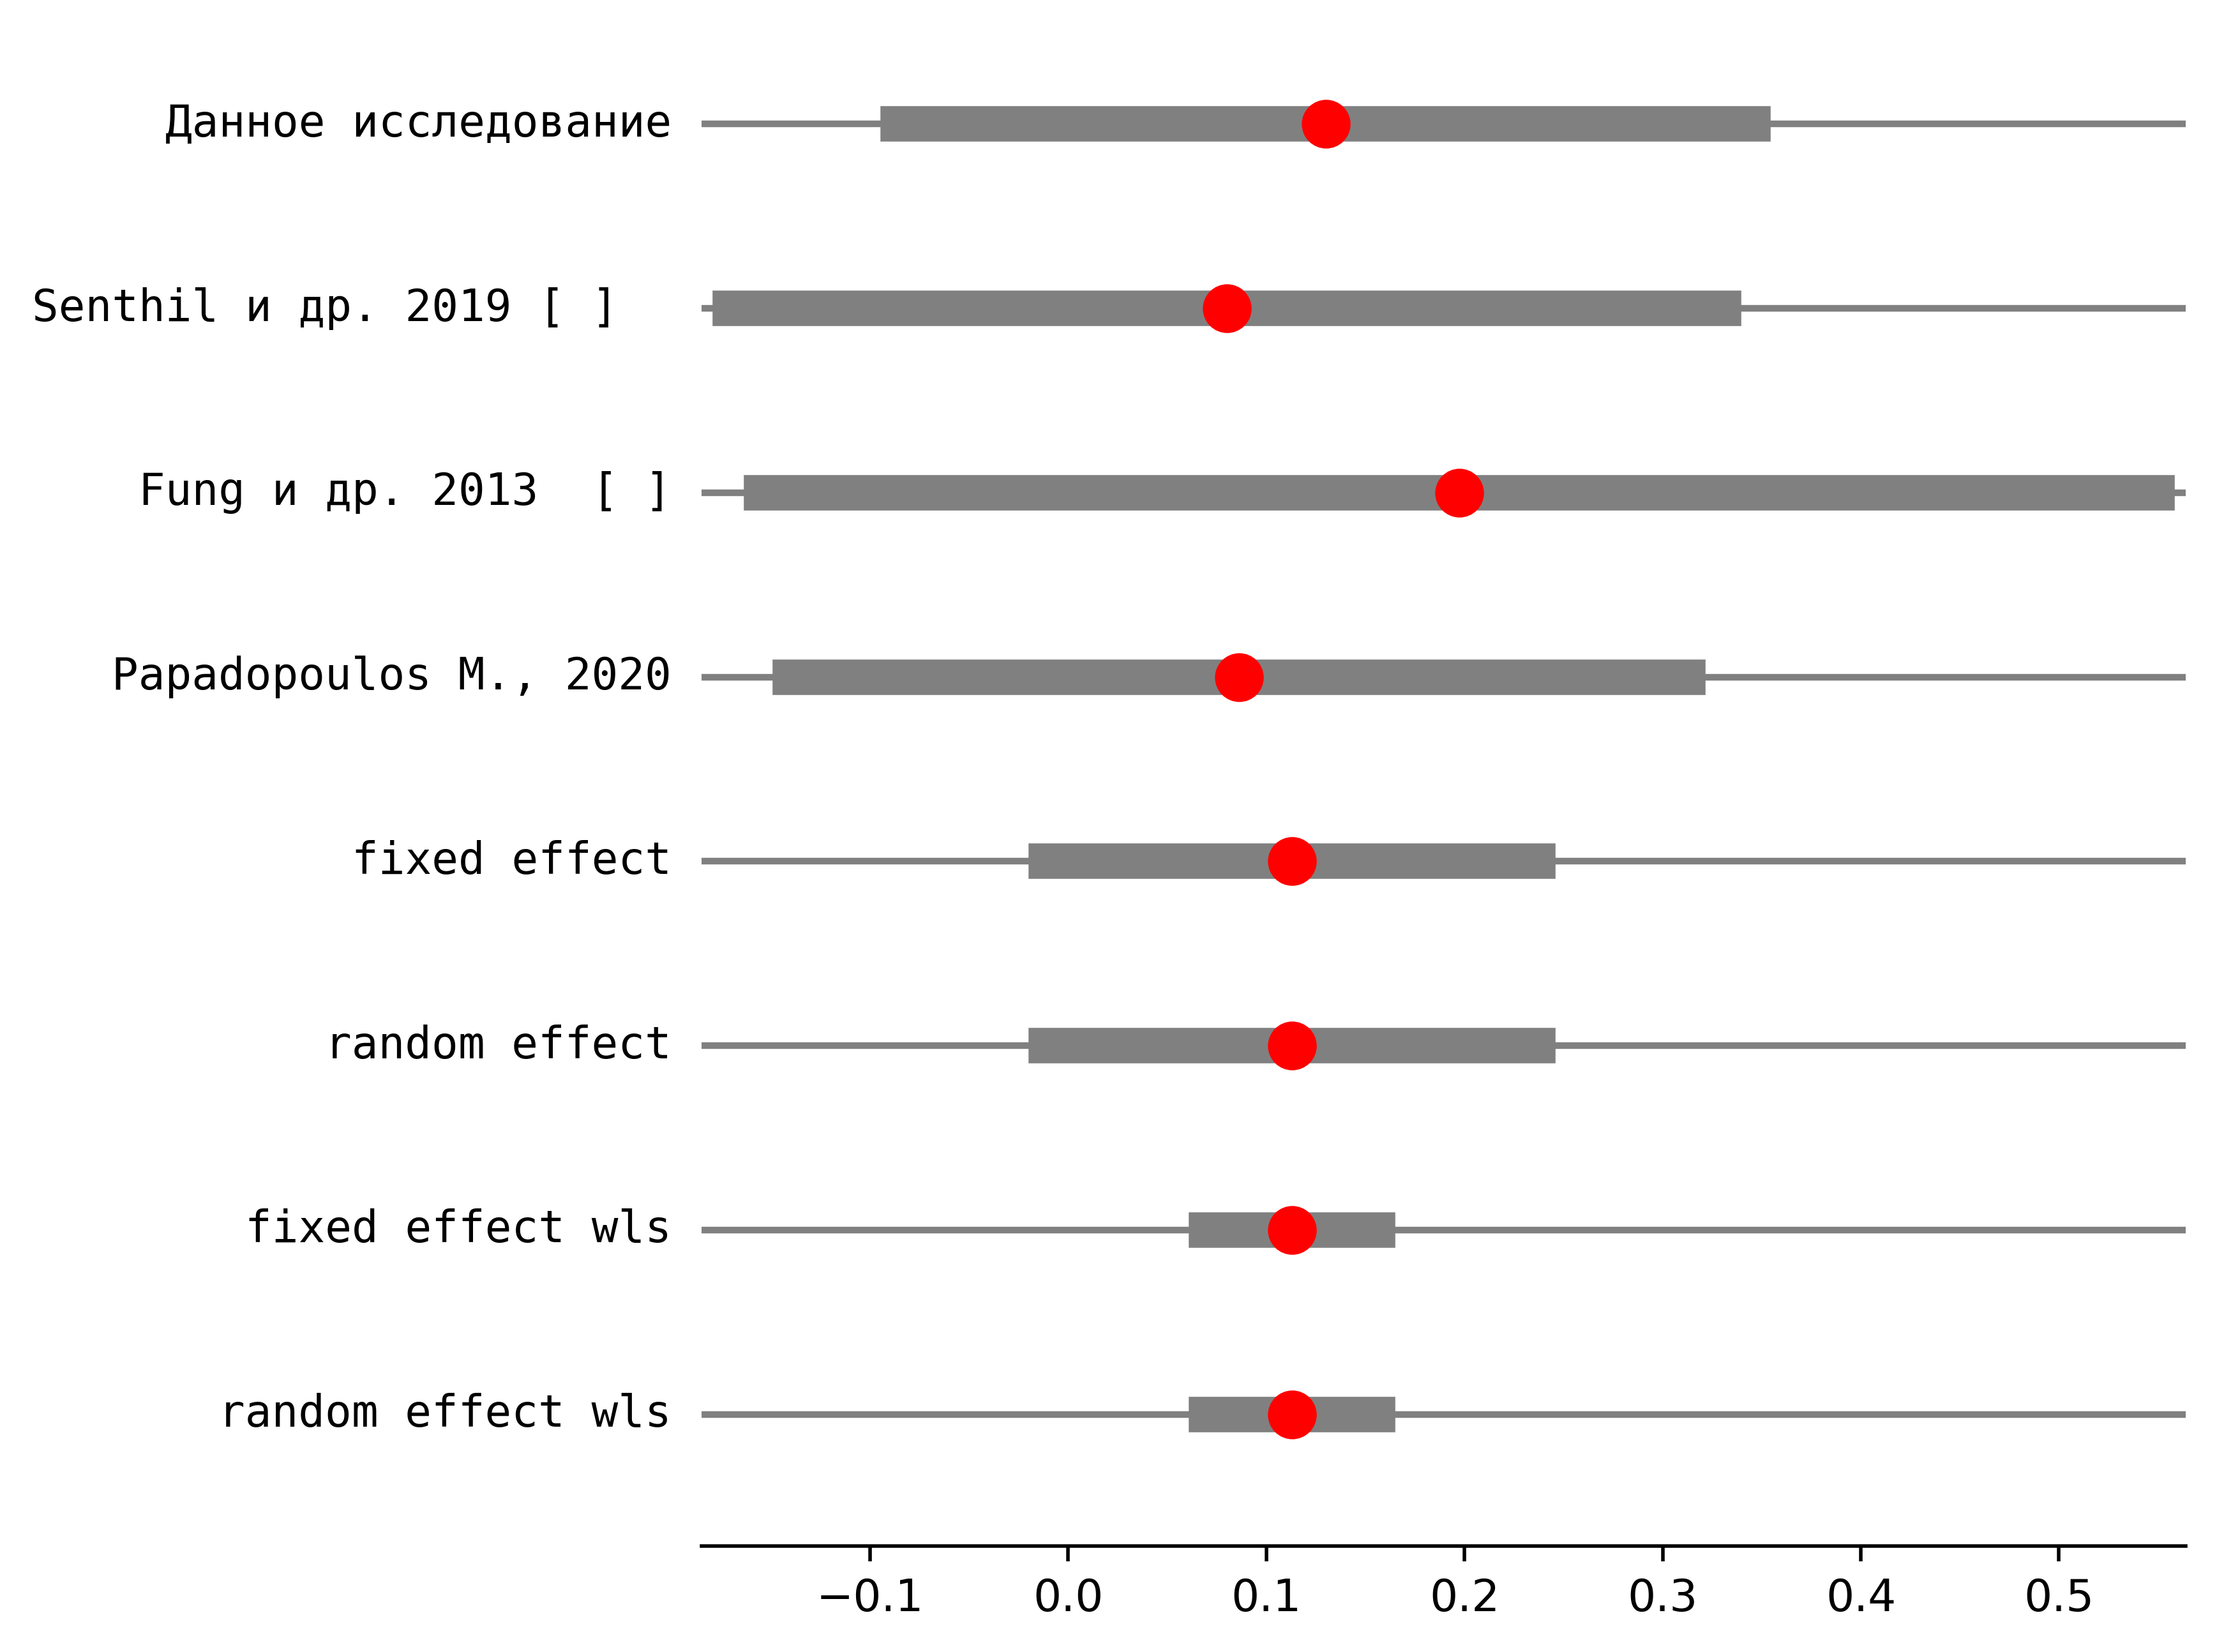 Данное исследование
Senthil и др. 2019 [ ]
Fung и др. 2013  [ ]
Papadopoulos M., 2020
fixed effect
random effect
fixed effect wls
random effect wls
−0.1 0.0 0.1 0.2 0.3 0.4 0.5